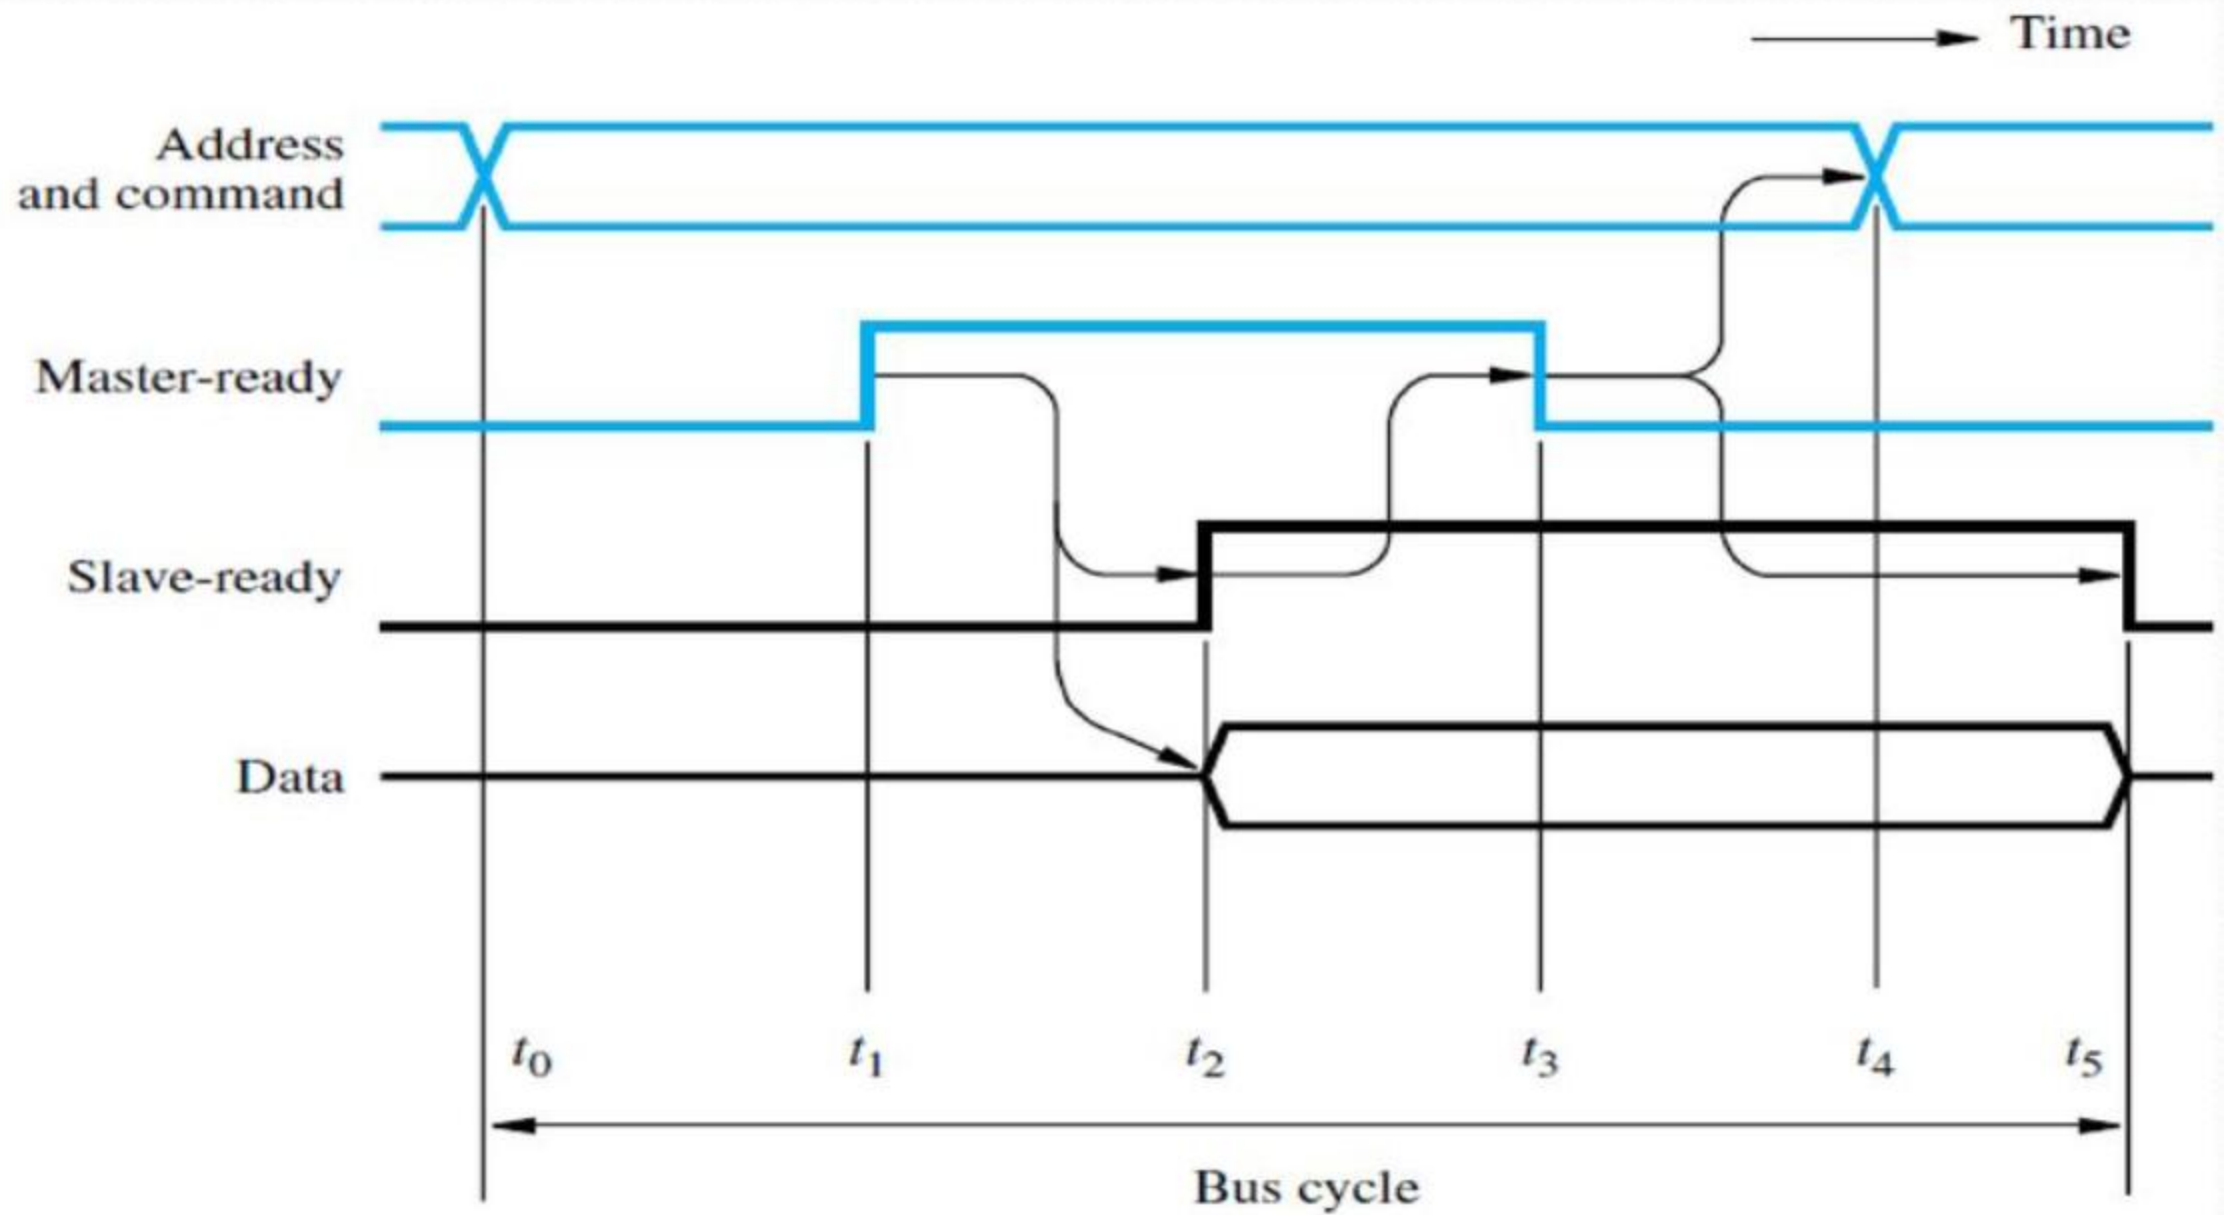 Time
Address
and command
Master-ready
Slave-ready
Data
t0 t1 t2 t3 t4 t5
Bus cycle